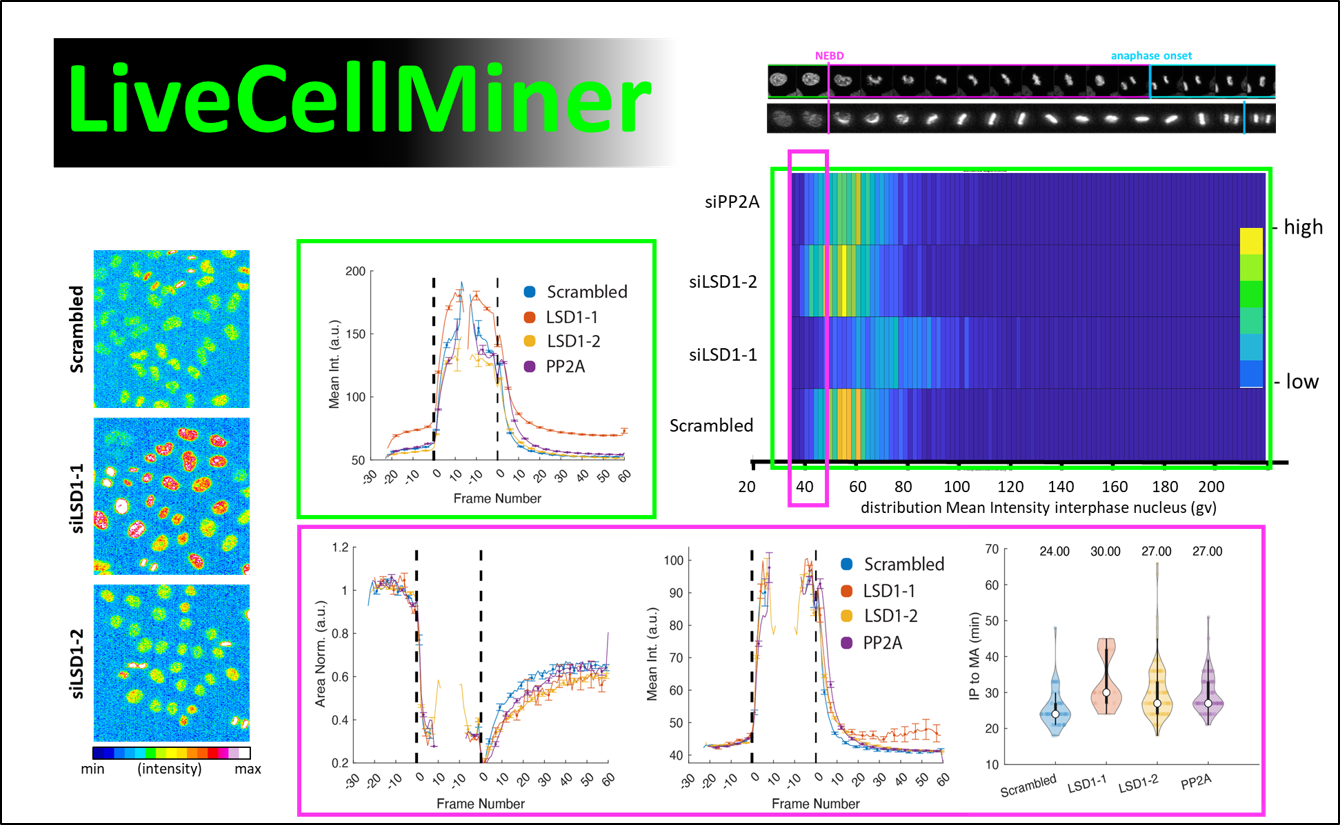 LiveCellMiner
NEBD
anaphase onset
siPP2A
siLSD1-2
siLSD1-1
Scrambled
high
low
20 40 60 80 100 120 140 160 180 200
distribution Mean Intensity interphase nucleus (gv)
Scrambled
siLSD1-1
siLSD1-2
min (intensity) max
200
150
100
50
Mean Int. (a.u.)
Scrambled
LSD1-1
LSD1-2
PP2A
-30 -20 -10 0 10 -10 0 10 20 30 40 50 60
Frame Number
1.2
1
0.8
0.6
0.4
0.2
Area Norm. (a.u.)
-30 -20 -10 0 10 -10 0 10 20 30 40 50 60
Frame Number
100
90
80
70
60
50
40
Mean Int. (a.u.)
Scrambled
LSD1-1
LSD1-2
PP2A
-30 -20 -10 0 10 -10 0 10 20 30 40 50 60
Frame Number
70
60
50
40
30
20
10
IP to MA (min)
24.00 30.00 27.00 27.00
Scrambled LSD1-1 LSD1-2 PP2A